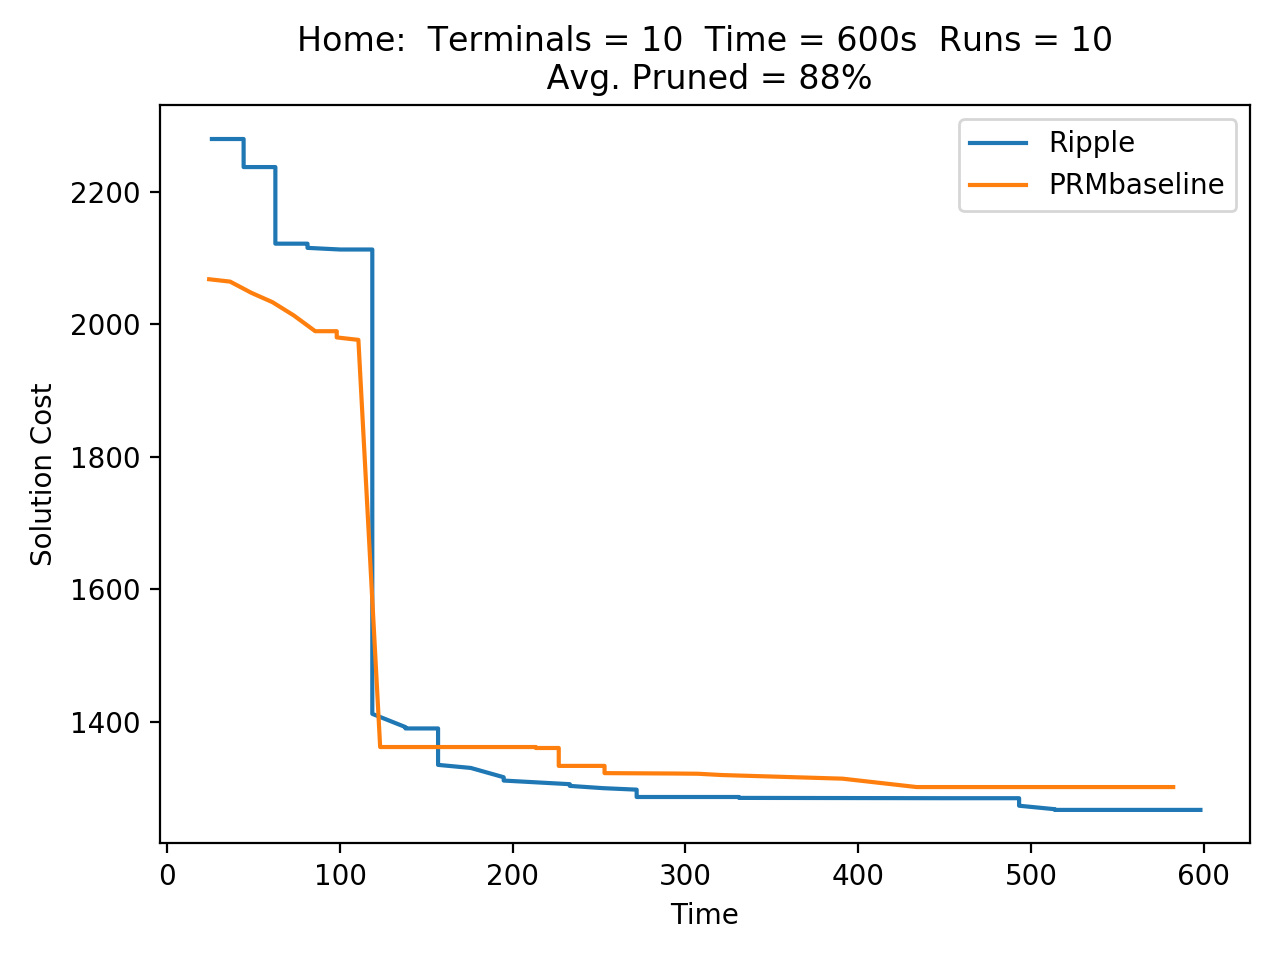 Home:  Terminals = 10  Time = 600s  Runs = 10
Avg. Pruned = 88%
Ripple
PRMbaseline
2200
2000
1800
1600
1400
Solution Cost
0 100 200 300 400 500 600
Time